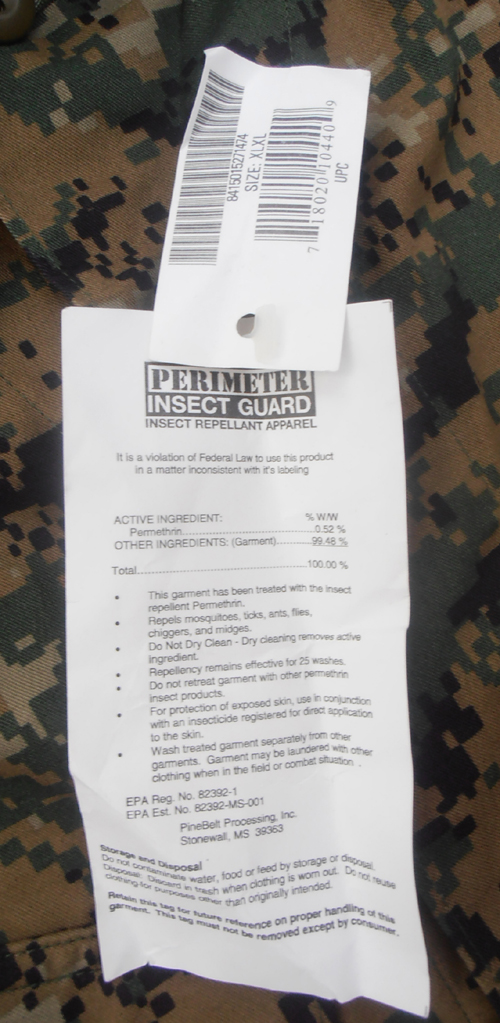 8415015271474
SIZE: XLXL
7 18020 10440 9
UPC
PERIMETER
INSECT GUARD
INSECT REPELLANT APPAREL
It is a violation of Federal Law to use this product
in a matter inconsistent with it's labeling
ACTIVE INGREDIENT: % W/W
Permethrin..............................0.52 %
OTHER INGREDIENTS: (Garment)..........99.48 %
Total...............................................100.00 %
• This garment has been treated with the insect
repellent Permethrin.
• Repels mosquitoes, ticks, ants, flies,
chiggers, and midges.
• Do Not Dry Clean - Dry cleaning removes active
ingredient.
• Repellency remains effective for 25 washes.
• Do not retreat garment with other permethrin
insect products.
• For protection of exposed skin, use in conjunction
with an insecticide registered for direct application
to the skin.
• Wash treated garment separately from other
garments. Garment may be laundered with other
clothing when in the field or combat situation .
EPA Reg. No. 82392-1
EPA Est. No. 82392-MS-001
PineBelt Processing, Inc.
Stonewall, MS 39363
Storage and Disposal
Do not contaminate water, food or feed by storage or disposal.
Disposal: Discard in trash when clothing is worn out. Do not reuse
clothing for purposes other than originally intended.
Retain this tag for future reference on proper handling of this
garment. This tag must not be removed except by consumer.